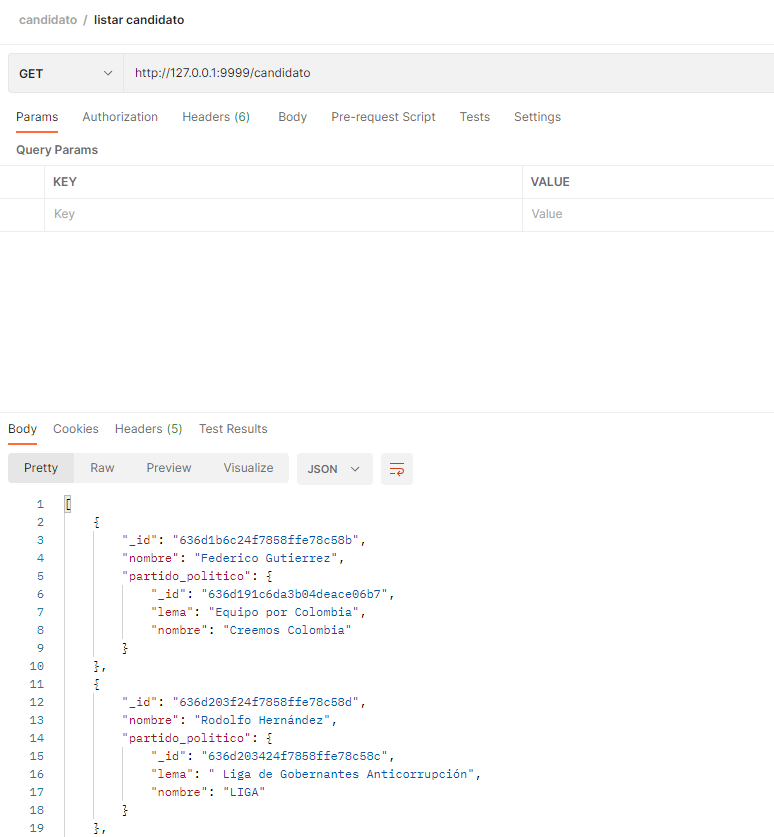 candidato / listar candidato
GET http://127.0.0.1:9999/candidato
Params Authorization Headers (6) Body Pre-request Script Tests Settings
Query Params
KEY VALUE
Key Value
Body Cookies Headers (5) Test Results
Pretty Raw Preview Visualize JSON
1 [
2 {
3 "_id": "636d1b6c24f7858ffe78c58b",
4 "nombre": "Federico Gutierrez",
5 "partido_politico": {
6 "_id": "636d191c6da3b04deace06b7",
7 "lema": "Equipo por Colombia",
8 "nombre": "Creemos Colombia"
9 }
10 },
11 {
12 "_id": "636d203f24f7858ffe78c58d",
13 "nombre": "Rodolfo Hernández",
14 "partido_politico": {
15 "_id": "636d203424f7858ffe78c58c",
16 "lema": " Liga de Gobernantes Anticorrupción",
17 "nombre": "LIGA"
18 }
19 },